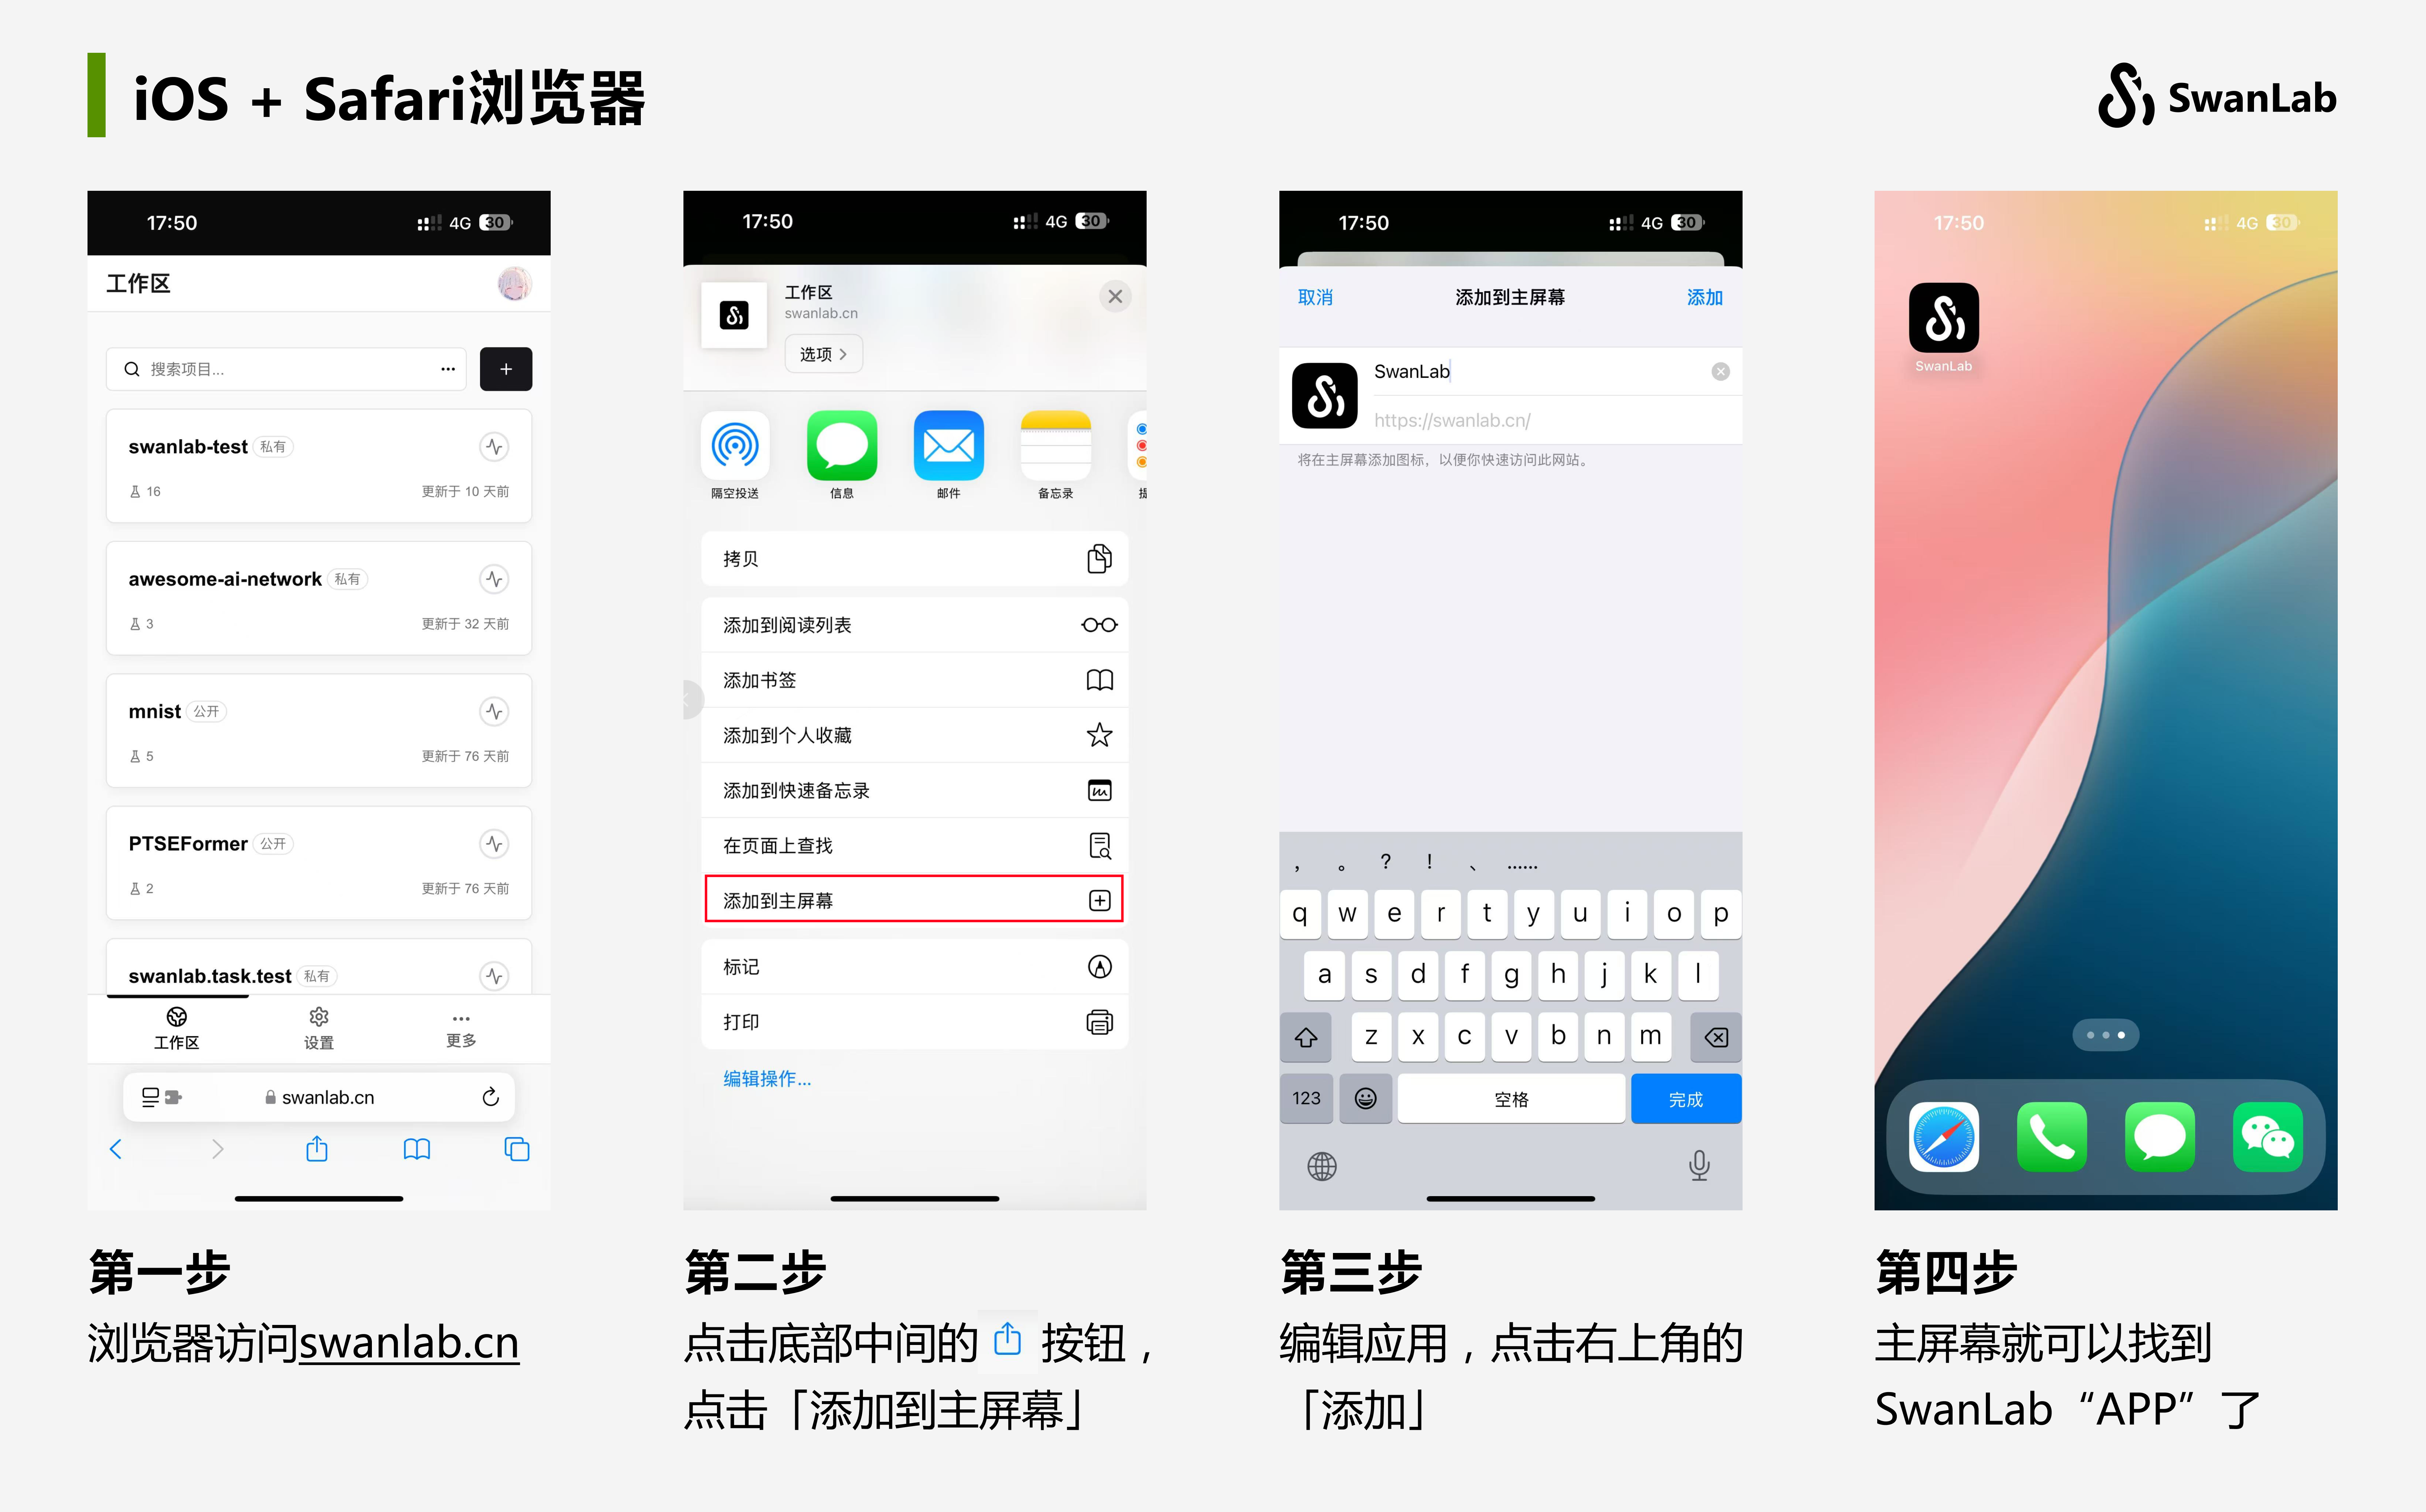 iOS + Safari浏览器
SwanLab
17:50
4G 30
工作区
搜索项目...
swanlab-test 私有
16
更新于 10 天前
awesome-ai-network 私有
3
更新于 32 天前
mnist 公开
5
更新于 76 天前
PTSEFormer 公开
2
更新于 76 天前
swanlab.task.test 私有
工作区
设置
更多
swanlab.cn
第一步
浏览器访问swanlab.cn
17:50
4G 30
工作区
swanlab.cn
选项
隔空投送
信息
邮件
备忘录
拷贝
添加到阅读列表
添加书签
添加到个人收藏
添加到快速备忘录
在页面上查找
添加到主屏幕
标记
打印
编辑操作...
第二步
点击底部中间的 按钮，
点击「添加到主屏幕」
17:50
4G 30
取消
添加到主屏幕
添加
SwanLab
https://swanlab.cn/
将在主屏幕添加图标，以便你快速访问此网站。
， 。 ? ! 、 ……
q w e r t y u i o p
a s d f g h j k l
z x c v b n m
123
空格
完成
第三步
编辑应用，点击右上角的
「添加」
17:50
4G 30
SwanLab
第四步
主屏幕就可以找到
SwanLab“APP”了